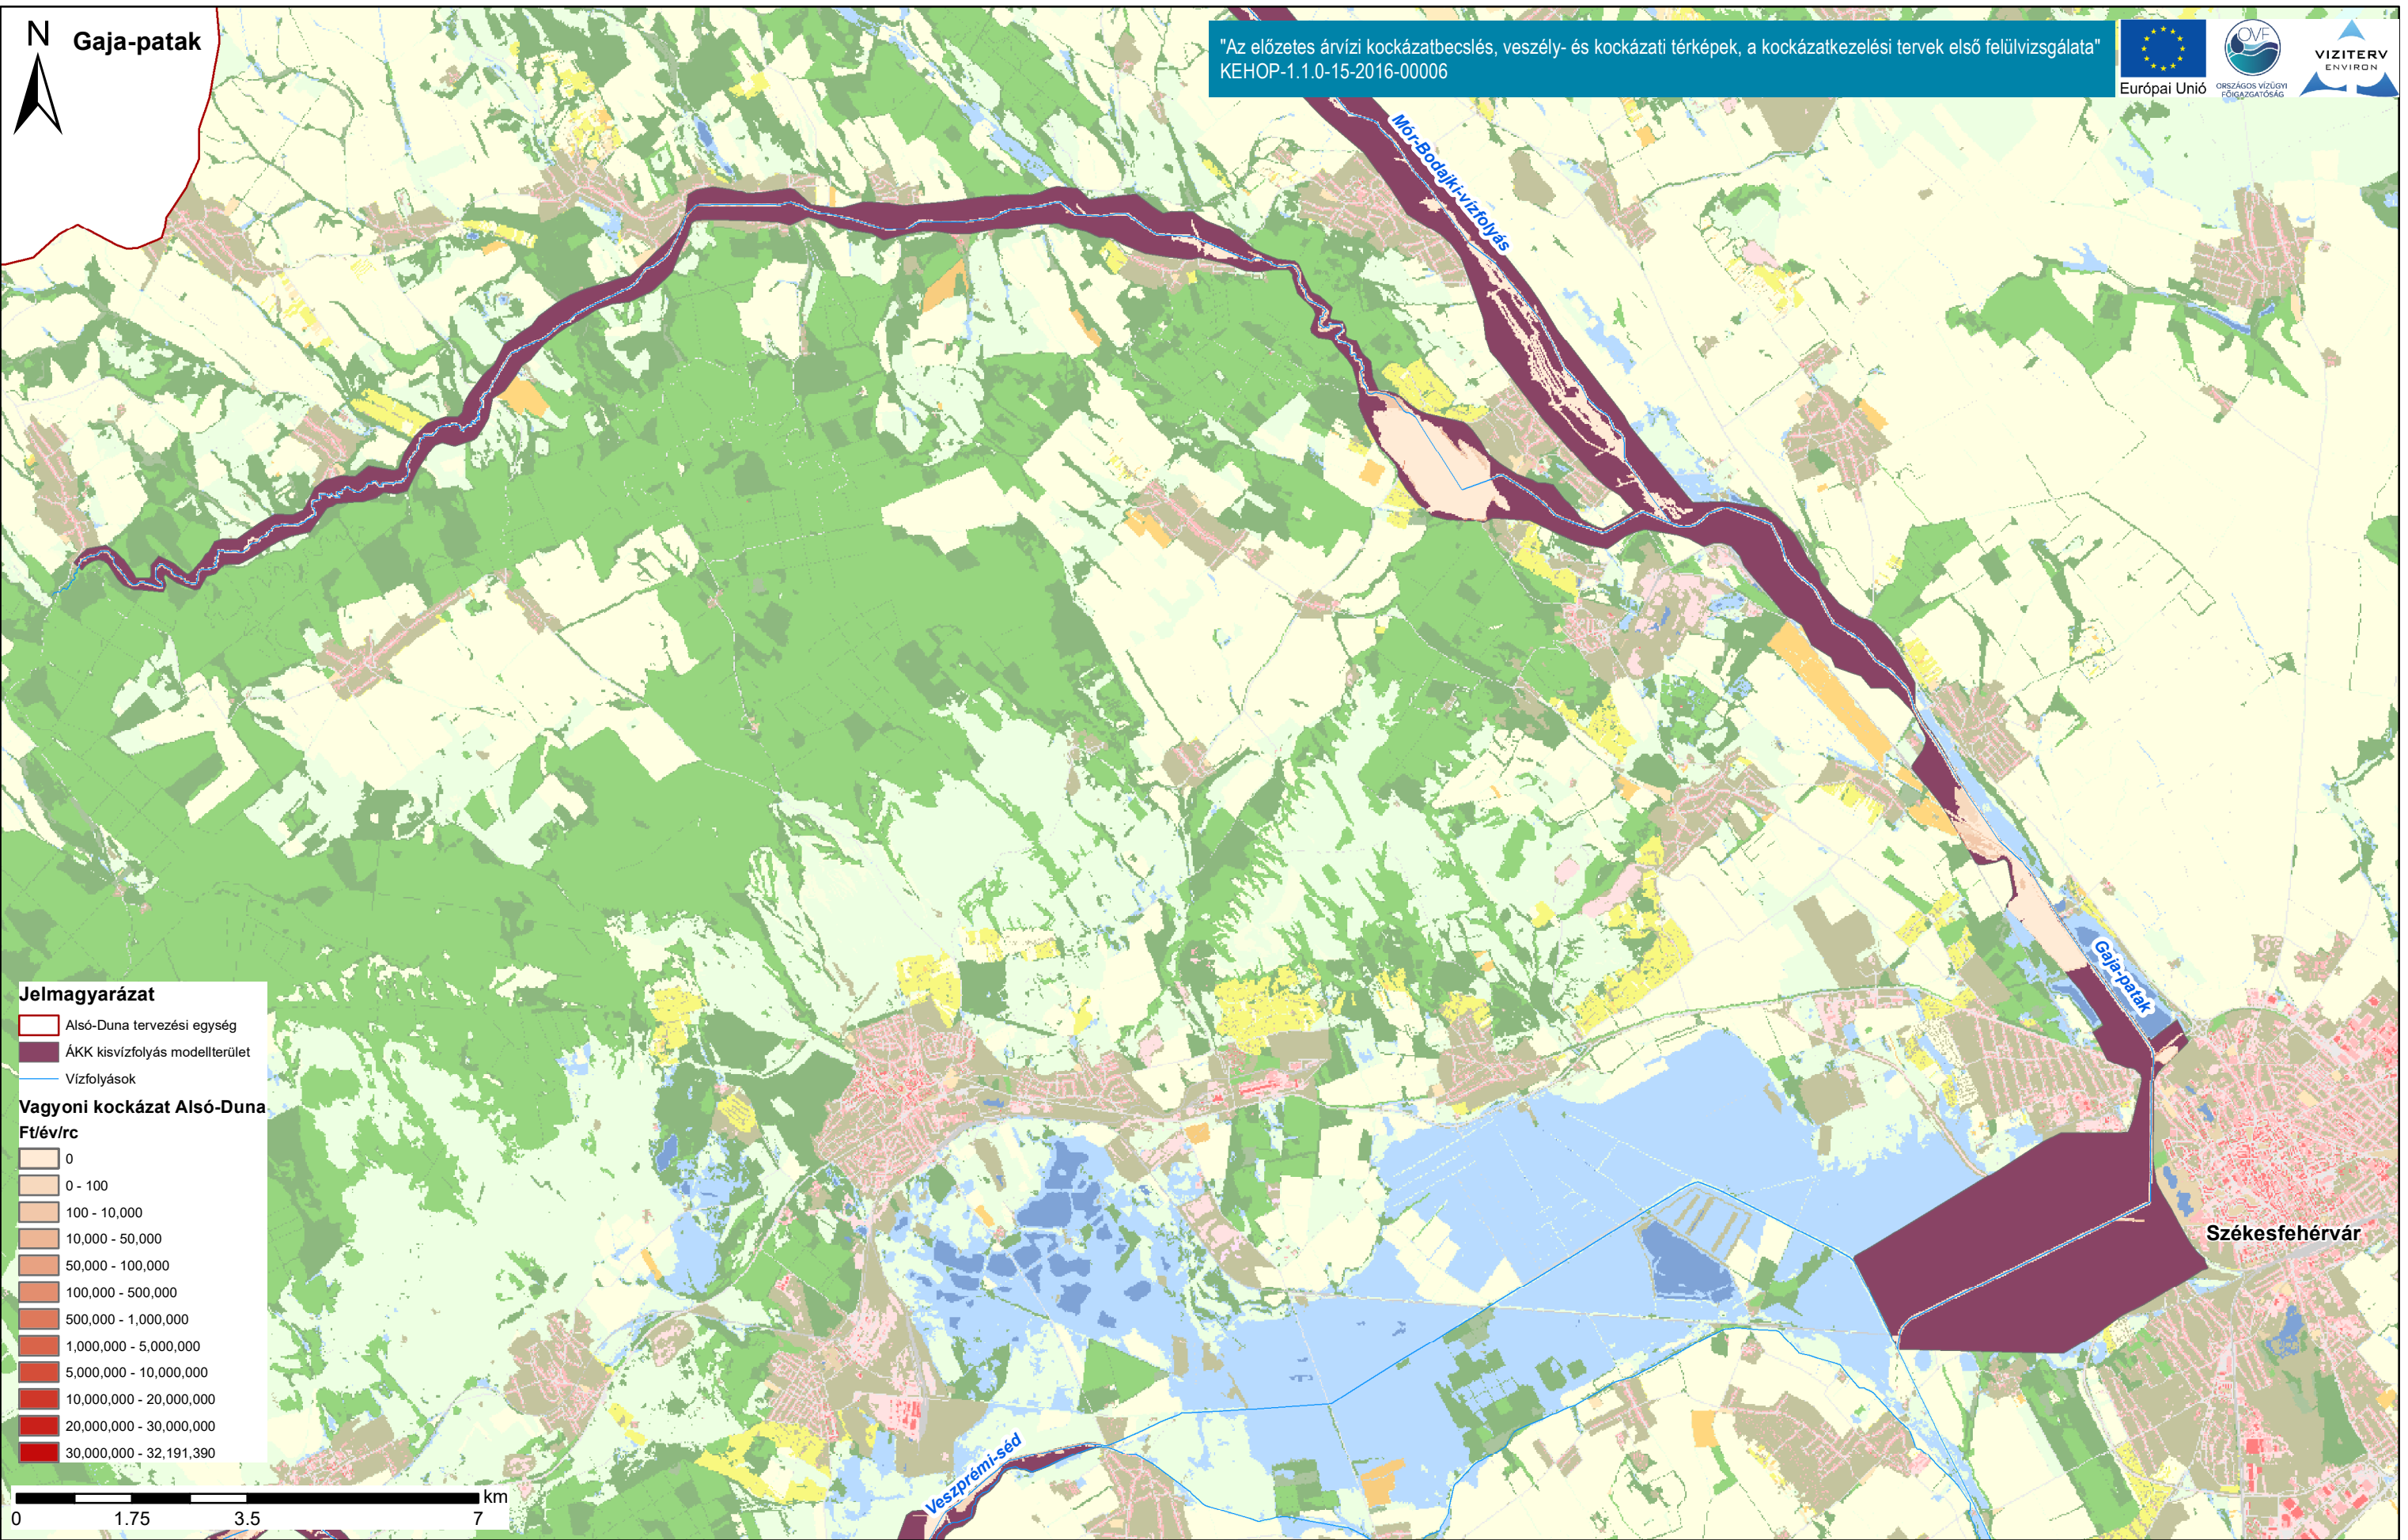 N
Gaja-patak
"Az előzetes árvízi kockázatbecslés, veszély- és kockázati térképek, a kockázatkezelési tervek első felülvizsgálata"
KEHOP-1.1.0-15-2016-00006
Európai Unió
OVF
ORSZÁGOS VÍZÜGYI
FŐIGAZGATÓSÁG
VIZITERV
ENVIRON
Mór-Bodajki-vízfolyás
Gaja-patak
Székesfehérvár
Veszprémi-séd
Jelmagyarázat
Alsó-Duna tervezési egység
ÁKK kisvízfolyás modellterület
Vízfolyások
Vagyoni kockázat Alsó-Duna
Ft/év/rc
0
0 - 100
100 - 10,000
10,000 - 50,000
50,000 - 100,000
100,000 - 500,000
500,000 - 1,000,000
1,000,000 - 5,000,000
5,000,000 - 10,000,000
10,000,000 - 20,000,000
20,000,000 - 30,000,000
30,000,000 - 32,191,390
km
0 1.75 3.5 7